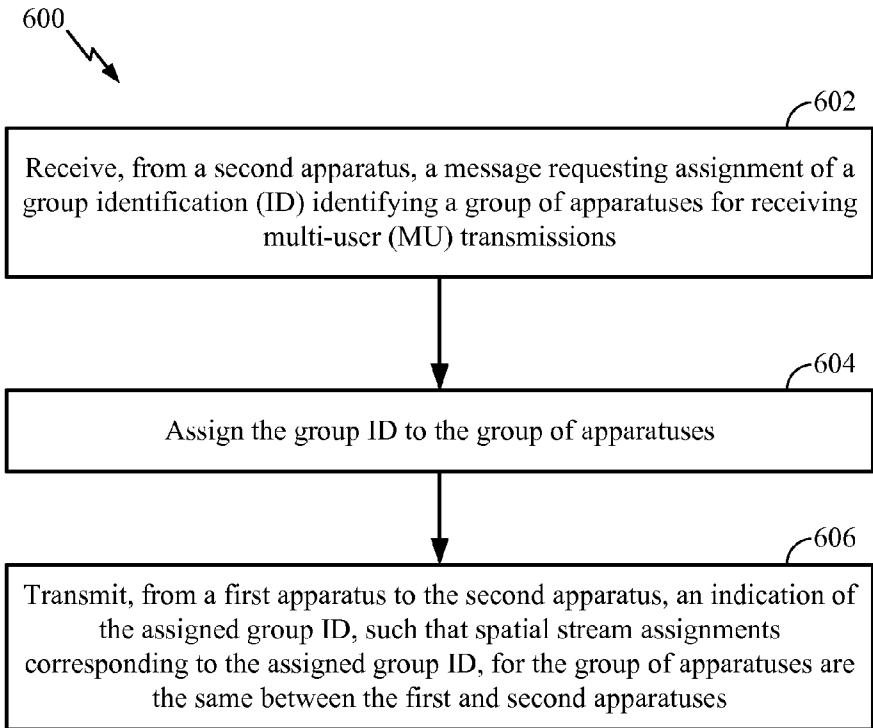 600
602
Receive, from a second apparatus, a message requesting assignment of a
group identification (ID) identifying a group of apparatuses for receiving
multi-user (MU) transmissions
604
Assign the group ID to the group of apparatuses
606
Transmit, from a first apparatus to the second apparatus, an indication of
the assigned group ID, such that spatial stream assignments
corresponding to the assigned group ID, for the group of apparatuses are
the same between the first and second apparatuses